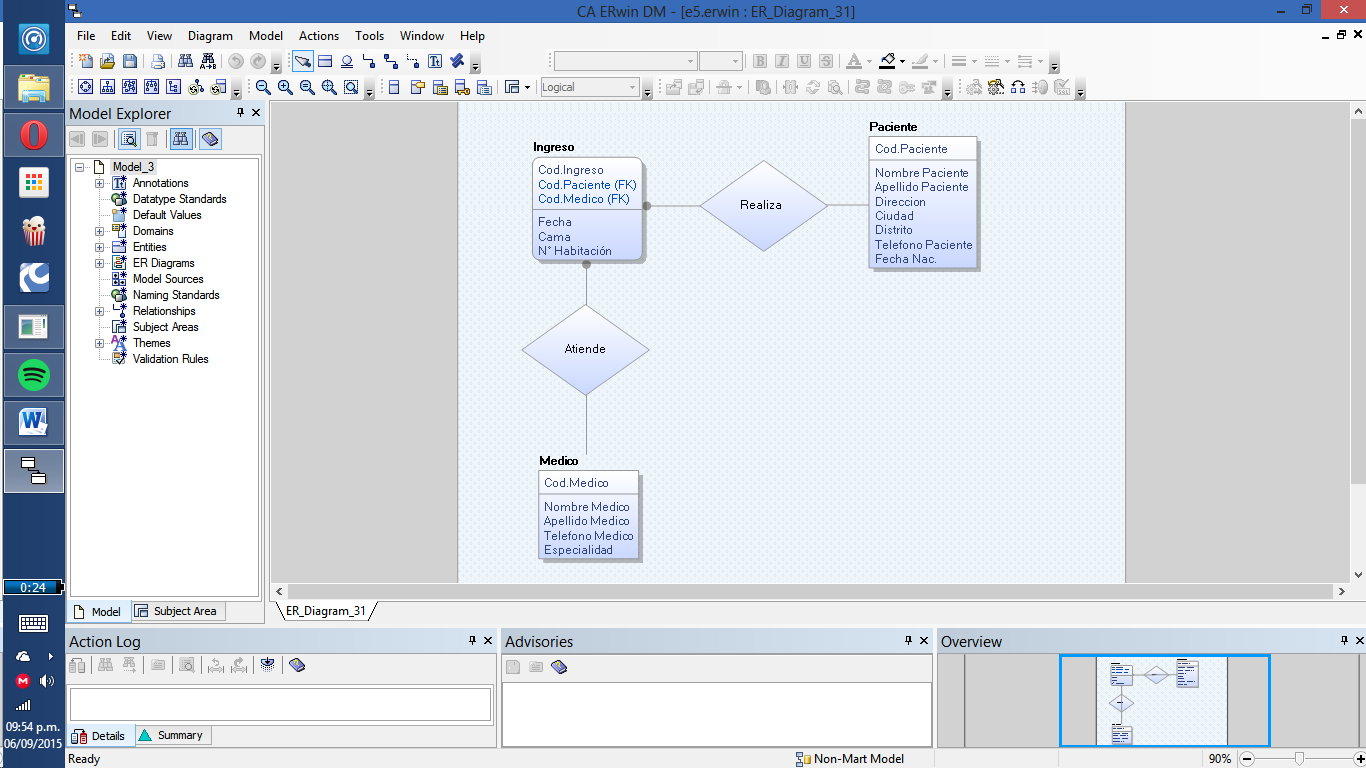 CA ERwin DM - [e5.erwin : ER_Diagram_31]
File Edit View Diagram Model Actions Tools Window Help
Logical
Model Explorer
Model_3
Annotations
Datatype Standards
Default Values
Domains
Entities
ER Diagrams
Model Sources
Naming Standards
Relationships
Subject Areas
Themes
Validation Rules
Model
Subject Area
Ingreso
Cod.Ingreso
Cod.Paciente (FK)
Cod.Medico (FK)
Fecha
Cama
N° Habitación
Realiza
Paciente
Cod.Paciente
Nombre Paciente
Apellido Paciente
Direccion
Ciudad
Distrito
Telefono Paciente
Fecha Nac.
Atiende
Medico
Cod.Medico
Nombre Medico
Apellido Medico
Telefono Medico
Especialidad
ER_Diagram_31
Action Log
Details
Summary
Advisories
Overview
0:24
09:54 p.m.
06/09/2015
Ready
Non-Mart Model
90%